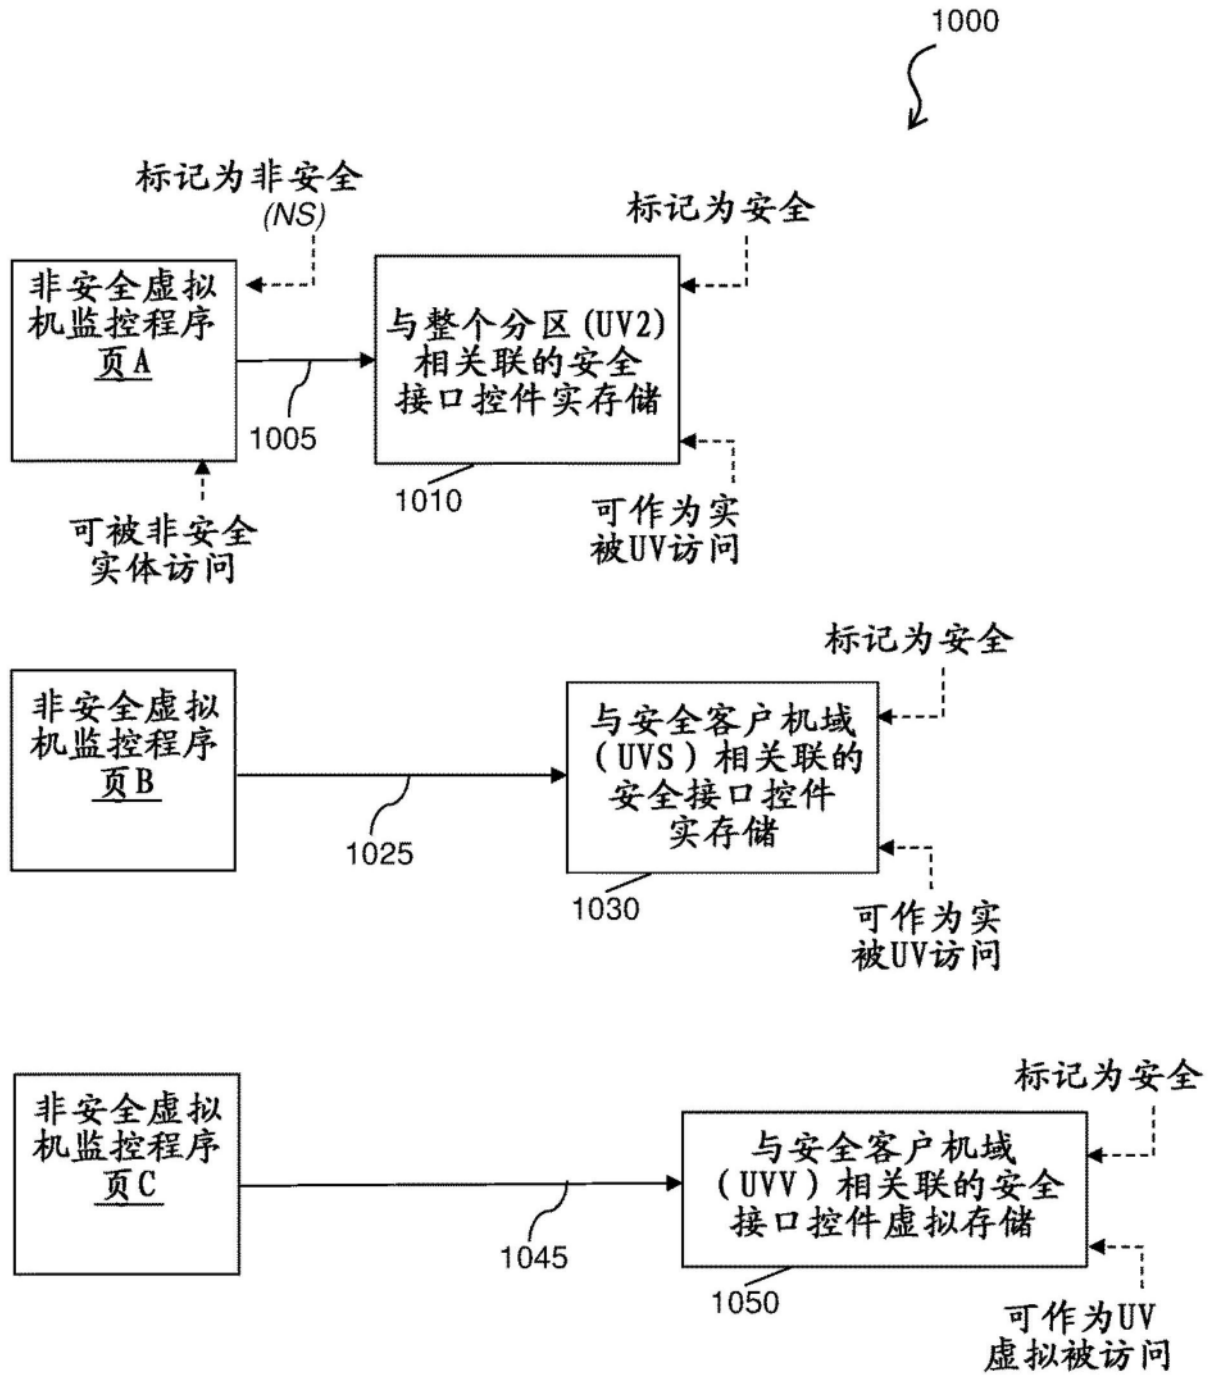 1000
标记为非安全
(NS)
标记为安全
非安全虚拟
机监控程序
页A
与整个分区(UV2)
相关联的安全
接口控件实存储
1005
1010
可被非安全
实体访问
可作为实
被UV访问
标记为安全
非安全虚拟
机监控程序
页B
与安全客户机域
(UVS)相关联的
安全接口控件
实存储
1025
1030
可作为实
被UV访问
标记为安全
非安全虚拟
机监控程序
页C
与安全客户机域
(UVV)相关联的安全
接口控件虚拟存储
1045
1050
可作为UV
虚拟被访问